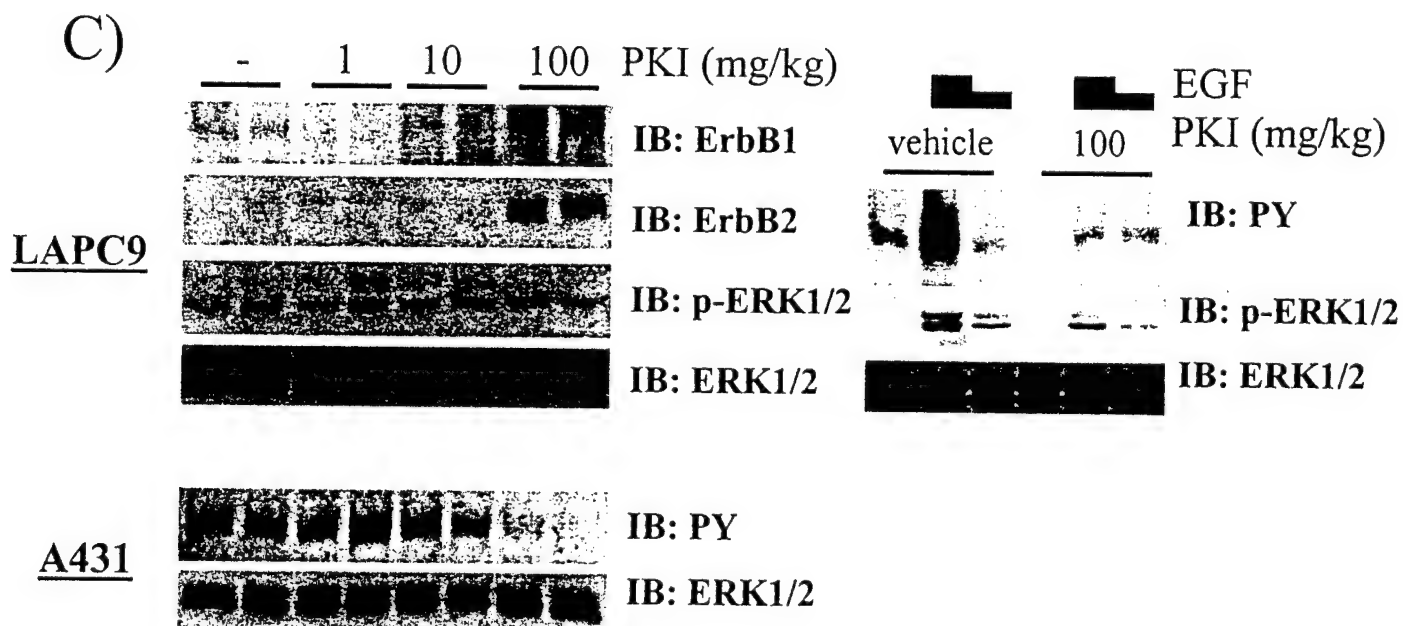 C)
- 1 10 100 PKI (mg/kg)
IB: ErbB1
IB: ErbB2
LAPC9
IB: p-ERK1/2
IB: ERK1/2
EGF
vehicle 100 PKI (mg/kg)
IB: PY
IB: p-ERK1/2
IB: ERK1/2
A431
IB: PY
IB: ERK1/2